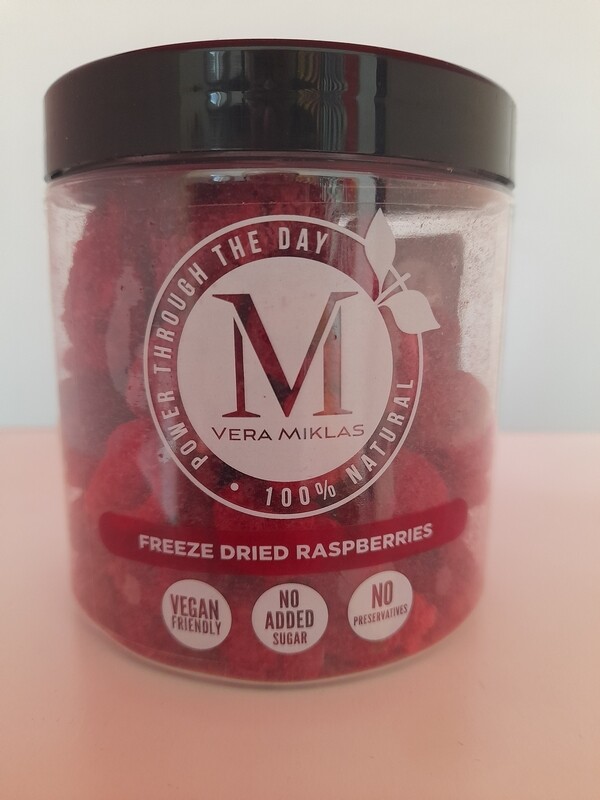 POWER THROUGH THE DAY
M
VERA MIKLAS
• 100% NATURAL
FREEZE DRIED RASPBERRIES
VEGAN
FRIENDLY
NO
ADDED
SUGAR
NO
PRESERVATIVES